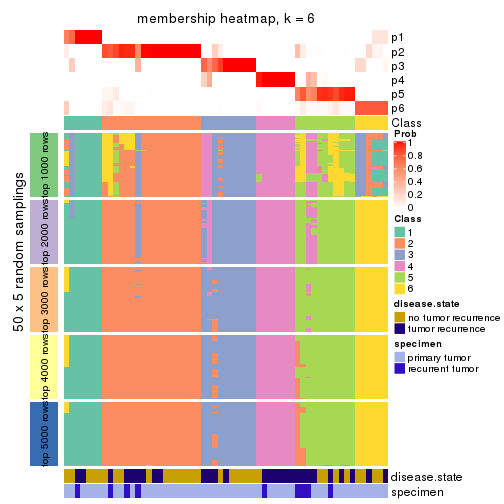 membership heatmap, k = 6
p1
p2
p3
p4
p5
p6
Class
50 x 5 random samplings
top 1000 rows
top 2000 rows
top 3000 rows
top 4000 rows
top 5000 rows
Prob
1
0.8
0.6
0.4
0.2
0
Class
1
2
3
4
5
6
disease.state
no tumor recurrence
tumor recurrence
specimen
primary tumor
recurrent tumor
disease.state
specimen